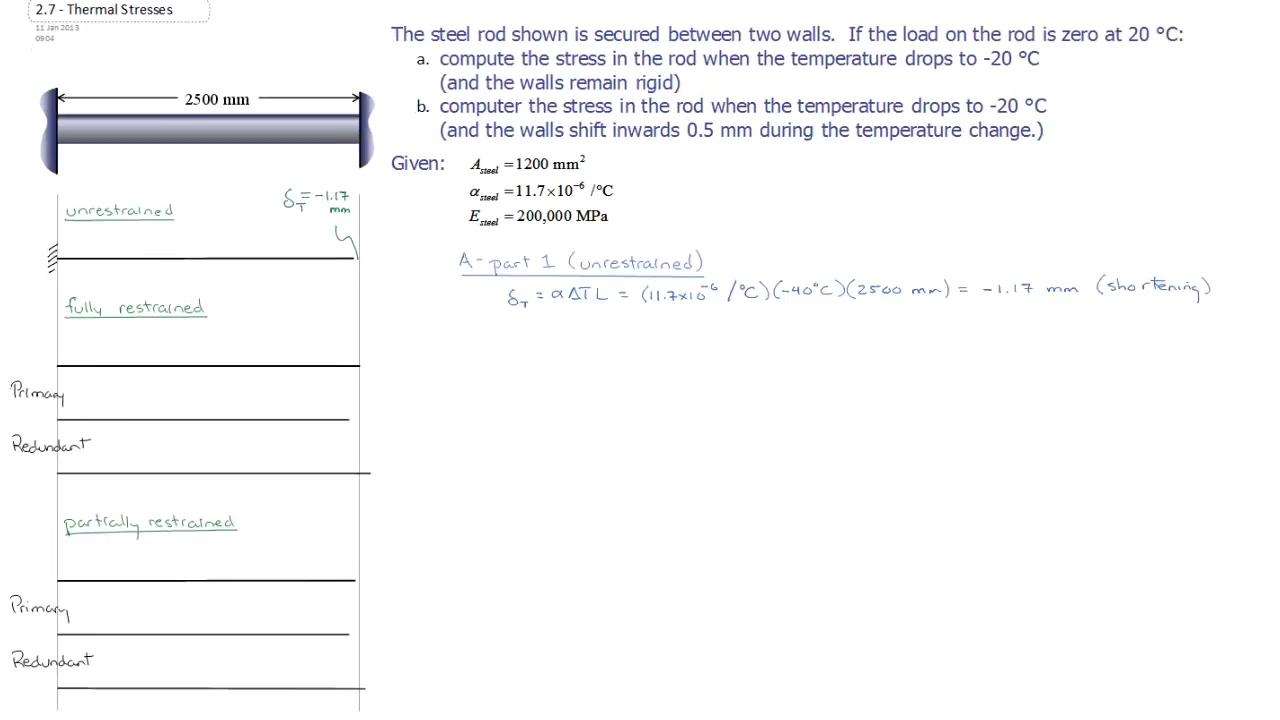 2.7 - Thermal Stresses
11 Jan 2013
09:04
The steel rod shown is secured between two walls. If the load on the rod is zero at 20 °C:
a. compute the stress in the rod when the temperature drops to -20 °C
(and the walls remain rigid)
b. computer the stress in the rod when the temperature drops to -20 °C
(and the walls shift inwards 0.5 mm during the temperature change.)
Given: A_steel = 1200 mm²
α_steel = 11.7×10⁻⁶ /°C
E_steel = 200,000 MPa
A- part 1 (unrestrained)
δ_T = α ΔT L = (11.7×10⁻⁶ /°C)(-40°C)(2500 mm) = -1.17 mm (shortening)
2500 mm
δ_T = -1.17
mm
unrestrained
fully restrained
Primary
Redundant
partially restrained
Primary
Redundant